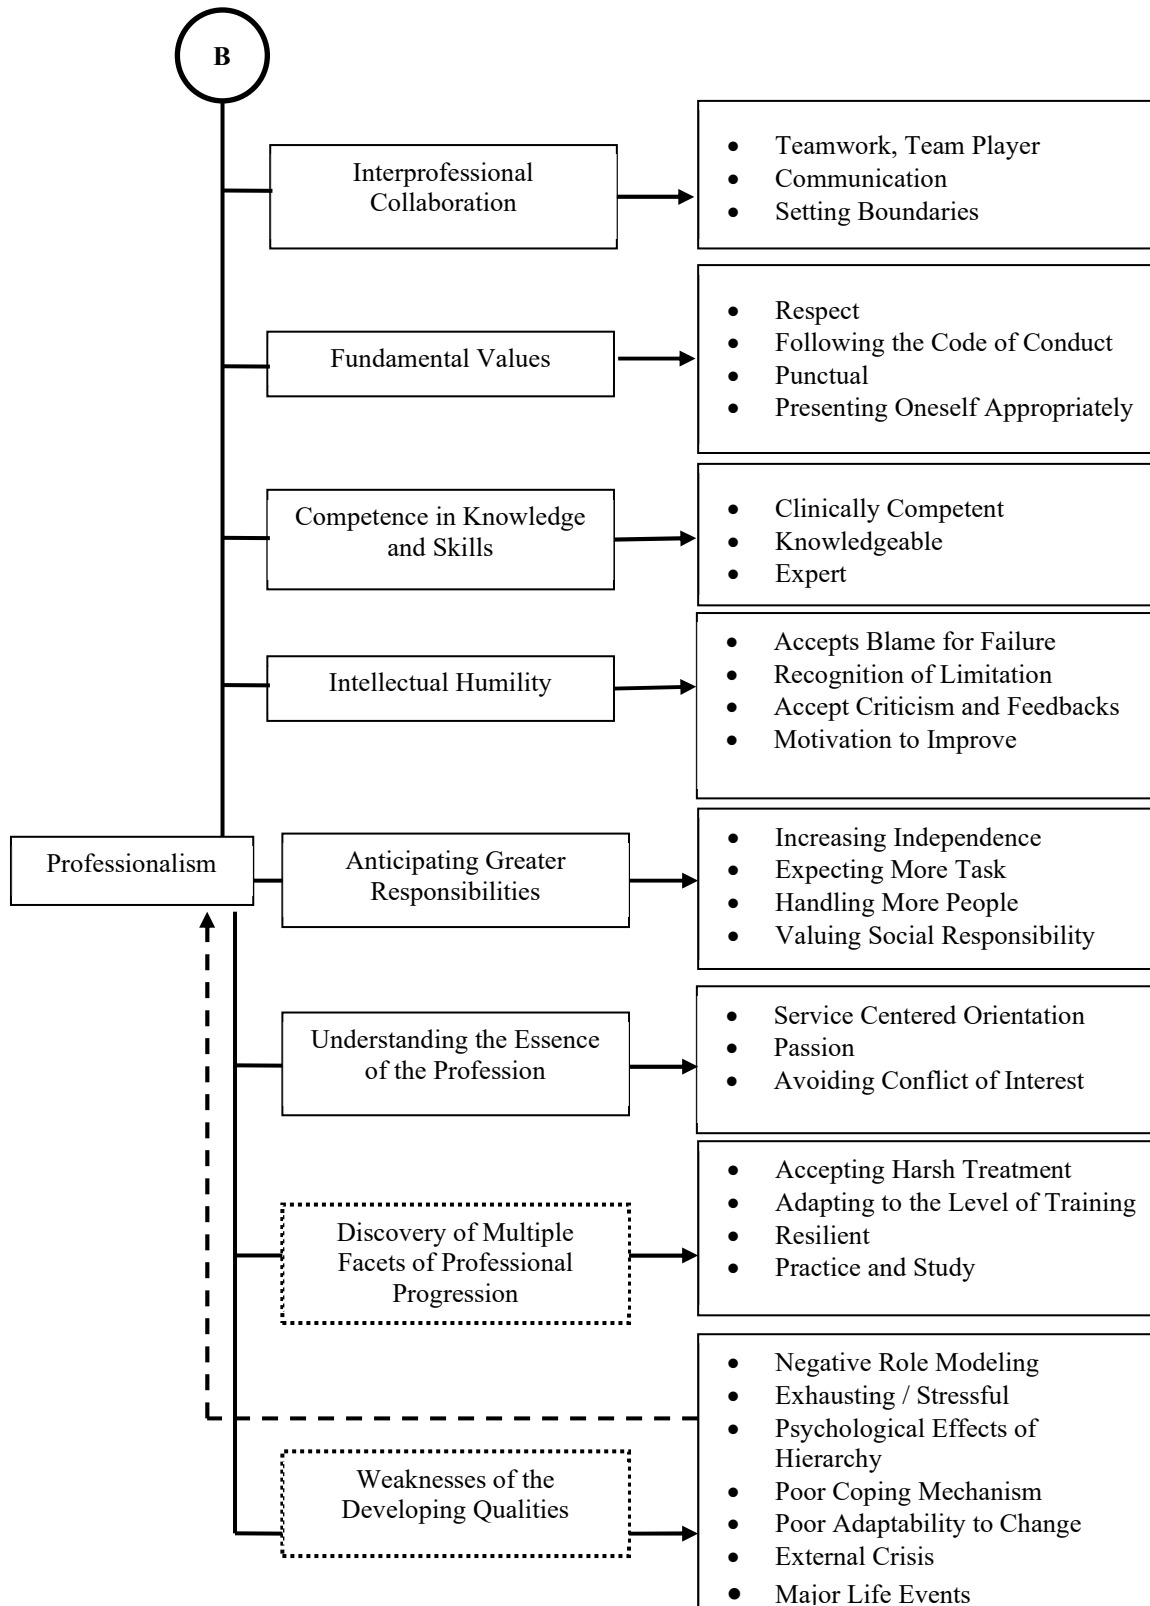 B
Interprofessional
Collaboration
• Teamwork, Team Player
• Communication
• Setting Boundaries
Fundamental Values
• Respect
• Following the Code of Conduct
• Punctual
• Presenting Oneself Appropriately
Competence in Knowledge
and Skills
• Clinically Competent
• Knowledgeable
• Expert
Intellectual Humility
• Accepts Blame for Failure
• Recognition of Limitation
• Accept Criticism and Feedbacks
• Motivation to Improve
Professionalism
Anticipating Greater
Responsibilities
• Increasing Independence
• Expecting More Task
• Handling More People
• Valuing Social Responsibility
Understanding the Essence
of the Profession
• Service Centered Orientation
• Passion
• Avoiding Conflict of Interest
Discovery of Multiple
Facets of Professional
Progression
• Accepting Harsh Treatment
• Adapting to the Level of Training
• Resilient
• Practice and Study
Weaknesses of the
Developing Qualities
• Negative Role Modeling
• Exhausting / Stressful
• Psychological Effects of
Hierarchy
• Poor Coping Mechanism
• Poor Adaptability to Change
• External Crisis
• Major Life Events